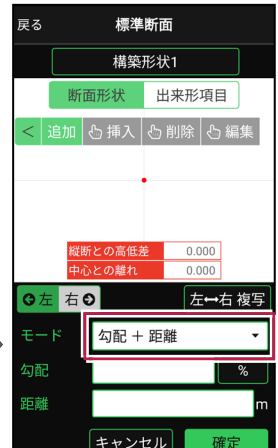 戻る 標準断面
構築形状1
断面形状 出来形項目
< 追加 挿入 削除 編集
縦断との高低差 0.000
中心との離れ 0.000
左 右 左↔右 複写
モード 勾配 + 距離
勾配 %
距離 m
キャンセル 確定